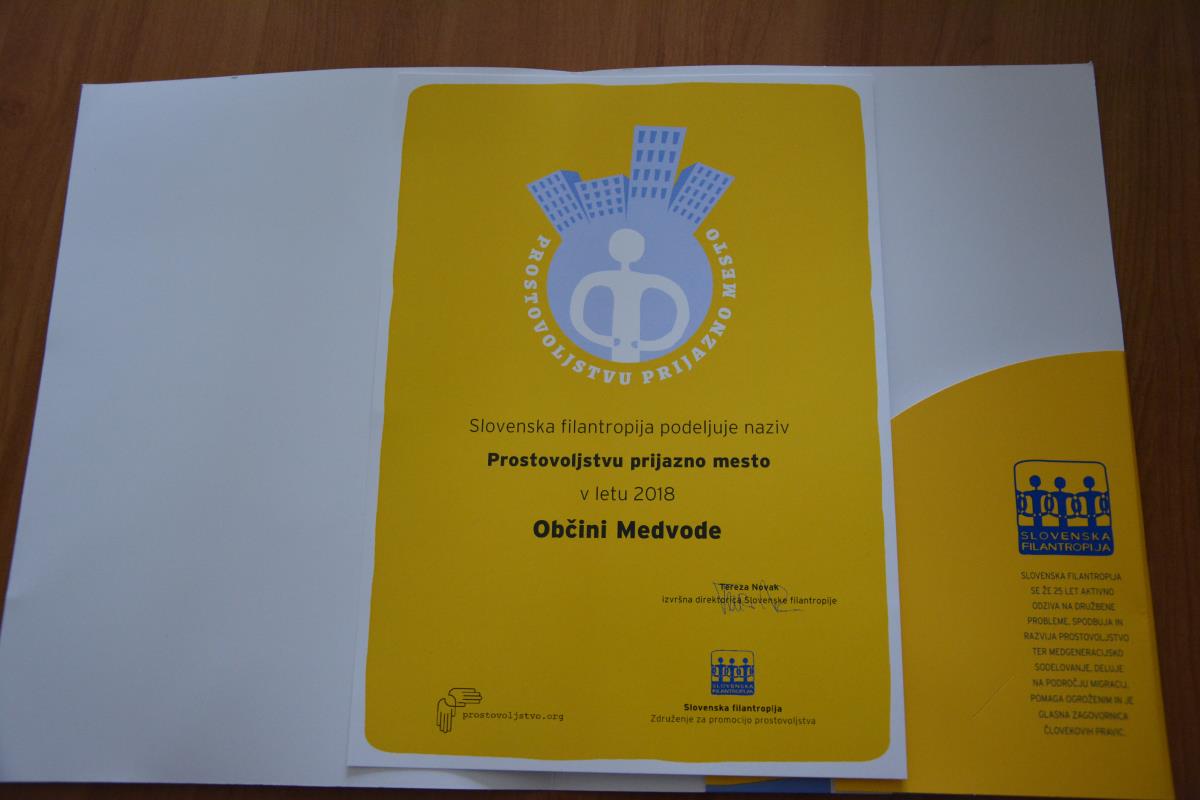 PROSTOVOLJSTVU PRIJAZNO MESTO
Slovenska filantropija podeljuje naziv
Prostovoljstvu prijazno mesto
v letu 2018
Občini Medvode
Tereza Novak
izvršna direktorica Slovenske filantropije
prostovoljstvo.org
SLOVENSKA
FILANTROPIJA
Slovenska filantropija
Združenje za promocijo prostovoljstva
SLOVENSKA
FILANTROPIJA
SLOVENSKA FILANTROPIJA
SE ŽE 25 LET AKTIVNO
ODZIVA NA DRUŽBENE
PROBLEME, SPODBUJA IN
RAZVIJA PROSTOVOLJSTVO
TER MEDGENERACIJSKO
SODELOVANJE, DELUJE
NA PODROČJU MIGRACIJ,
POMAGA OGROŽENIM IN JE
GLASNA ZAGOVORNICA
ČLOVEKOVIH PRAVIC.